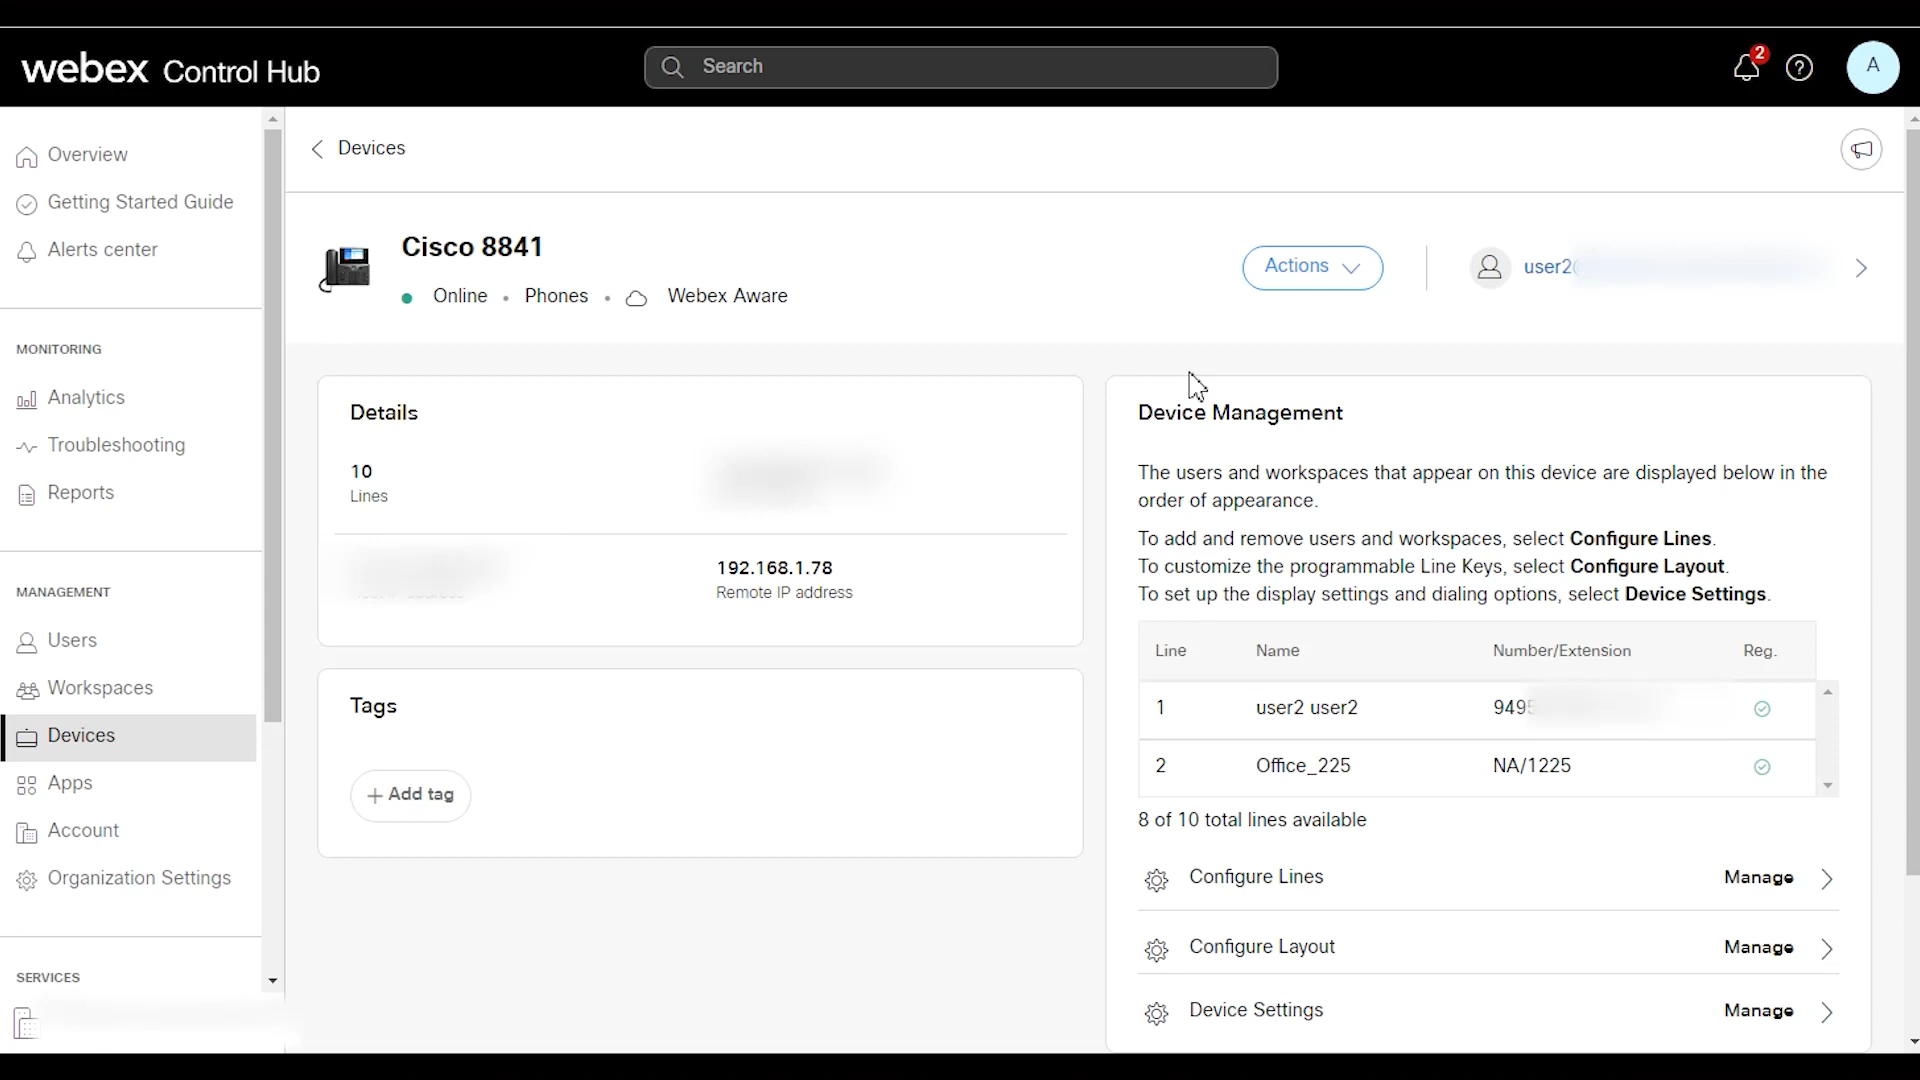 webex Control Hub
Search
2
A
Overview
Getting Started Guide
Alerts center
MONITORING
Analytics
Troubleshooting
Reports
MANAGEMENT
Users
Workspaces
Devices
Apps
Account
Organization Settings
SERVICES
Devices
Cisco 8841
Online • Phones • Webex Aware
Actions
user2
Details
10
Lines
192.168.1.78
Remote IP address
Tags
+ Add tag
Device Management
The users and workspaces that appear on this device are displayed below in the
order of appearance.
To add and remove users and workspaces, select Configure Lines.
To customize the programmable Line Keys, select Configure Layout.
To set up the display settings and dialing options, select Device Settings.
Line Name Number/Extension Reg.
1 user2 user2 949
2 Office_225 NA/1225
8 of 10 total lines available
Configure Lines Manage
Configure Layout Manage
Device Settings Manage